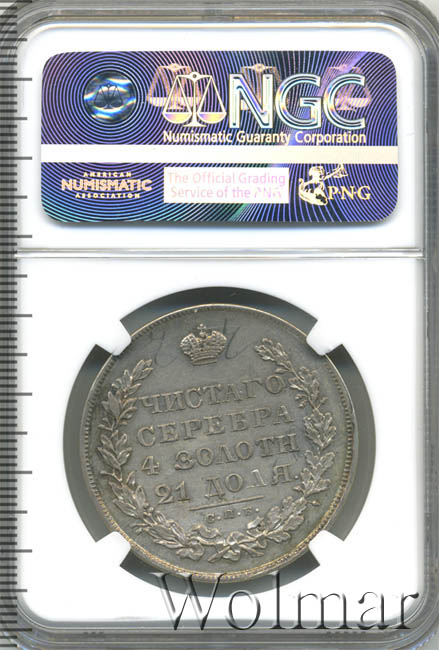 NGC
Numismatic Guaranty Corporation
AMERICAN
NUMISMATIC
ASSOCIATION
The Official Grading
Service of the PNG
P·N·G
ЧИСТАГО
СЕРЕБРА
4 ЗОЛОТН
21 ДОЛЯ.
С.П.Б.
Wolmar